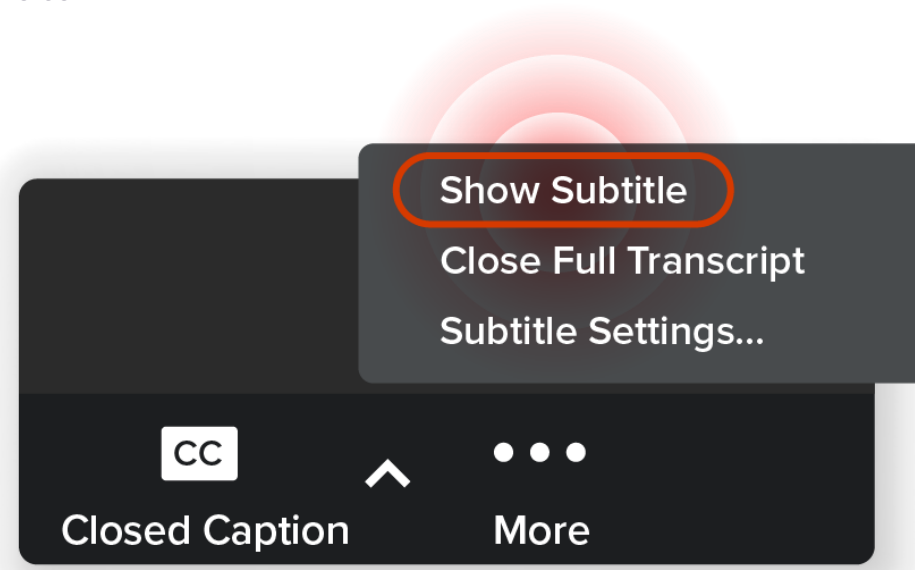 Show Subtitle
Close Full Transcript
Subtitle Settings...
CC
Closed Caption
More